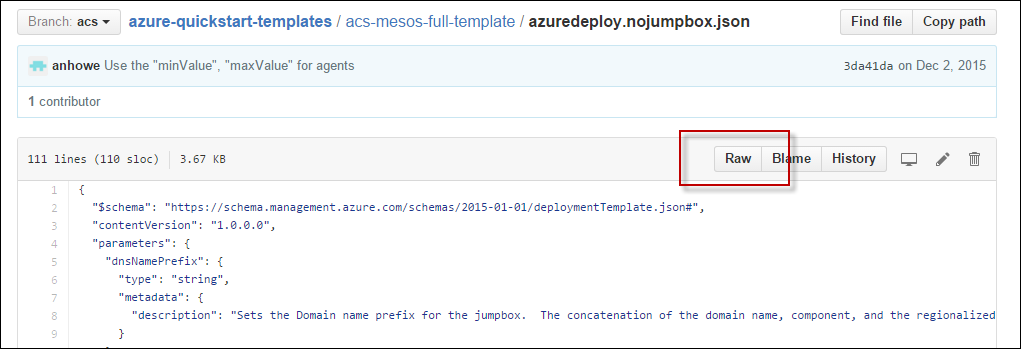 Branch: acs azure-quickstart-templates / acs-mesos-full-template / azuredeploy.nojumpbox.json Find file Copy path
anhowe Use the "minValue", "maxValue" for agents 3da41da on Dec 2, 2015
1 contributor
111 lines (110 sloc) 3.67 KB Raw Blame History
1 {
2 "$schema": "https://schema.management.azure.com/schemas/2015-01-01/deploymentTemplate.json#",
3 "contentVersion": "1.0.0.0",
4 "parameters": {
5 "dnsNamePrefix": {
6 "type": "string",
7 "metadata": {
8 "description": "Sets the Domain name prefix for the jumpbox.  The concatenation of the domain name, component, and the regionalized
9 }